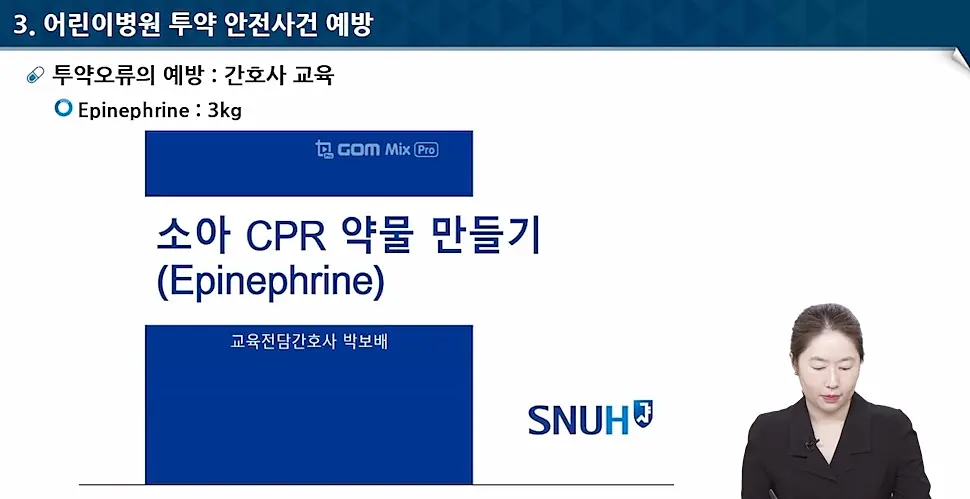 3. 어린이병원 투약 안전사건 예방
투약오류의 예방 : 간호사 교육
Epinephrine : 3kg
GOM Mix Pro
소아 CPR 약물 만들기
(Epinephrine)
교육전담간호사 박보배
SNUH